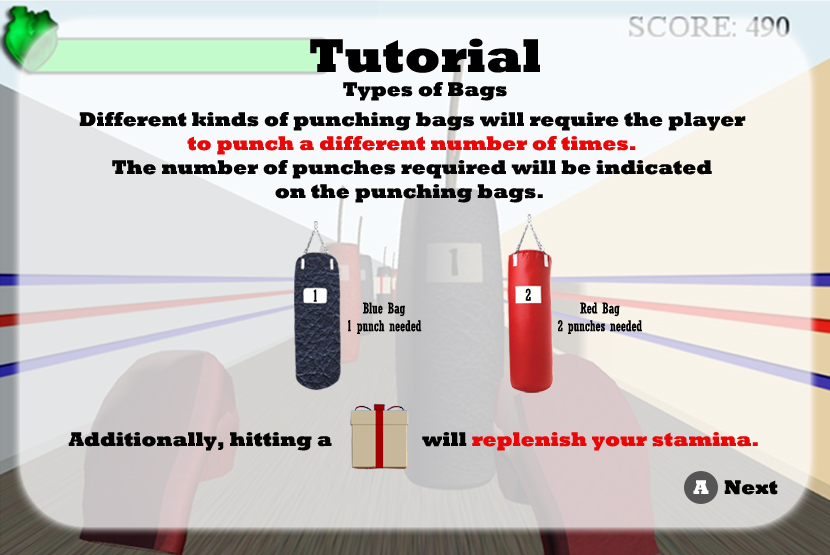 SCORE: 490
Tutorial
Types of Bags
Different kinds of punching bags will require the player
to punch a different number of times.
The number of punches required will be indicated
on the punching bags.
1
1
2
Blue Bag
1 punch needed
Red Bag
2 punches needed
Additionally, hitting a will replenish your stamina.
A Next